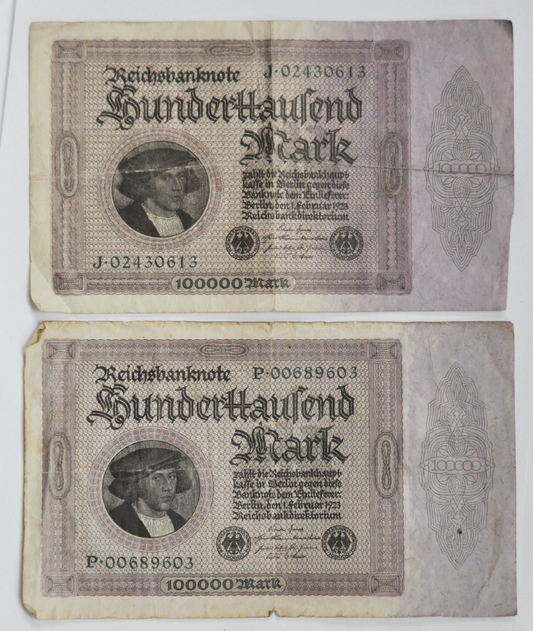 Reichsbanknote J·02430613
Hunderttausend
Mark
100000
zahlt die Reichsbankhaupt-
kasse in Berlin gegen diese
Banknote dem Einlieferer.
Berlin, den 1. Februar 1923
Reichsbankdirektorium
J·02430613
100000 Mark
Reichsbanknote P·00689603
Hunderttausend
Mark
100000
zahlt die Reichsbankhaupt-
kasse in Berlin gegen diese
Banknote dem Einlieferer.
Berlin, den 1. Februar 1923
Reichsbankdirektorium
P·00689603
100000 Mark